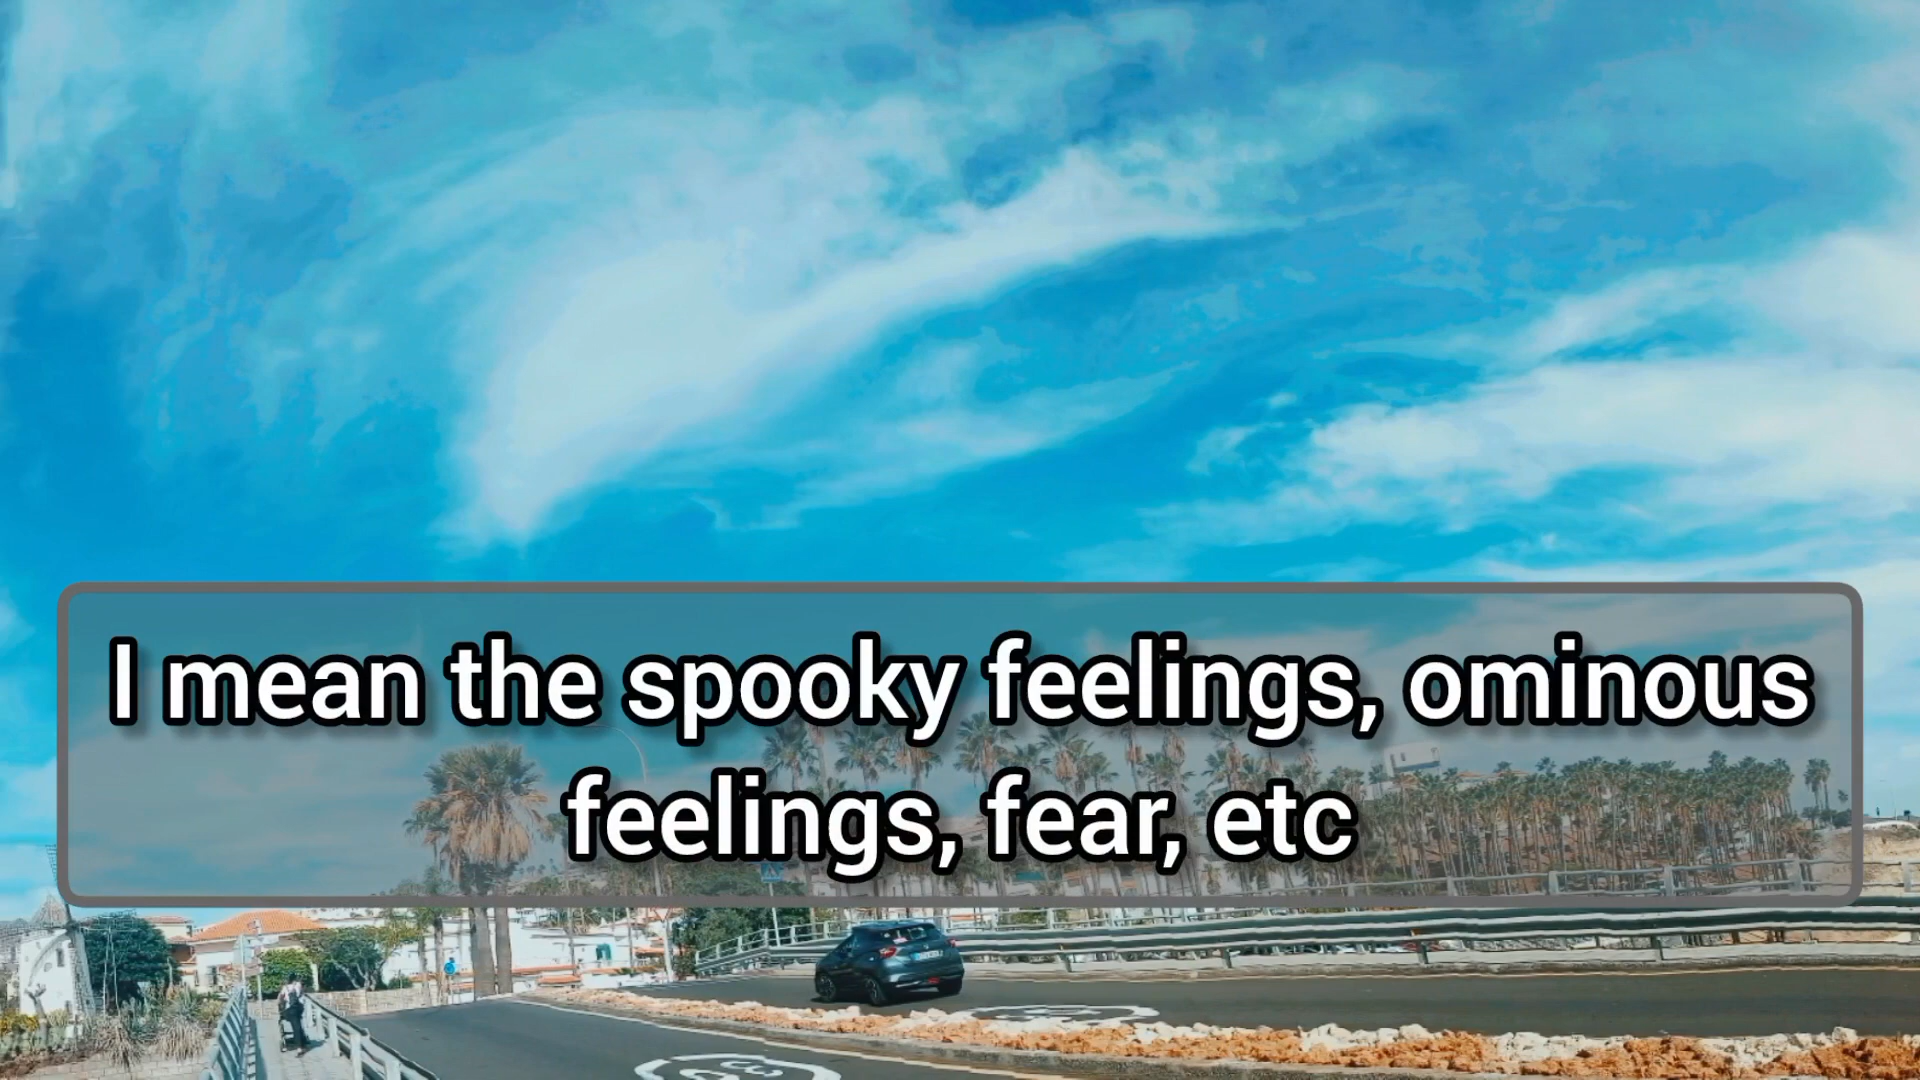 I mean the spooky feelings, ominous
feelings, fear, etc